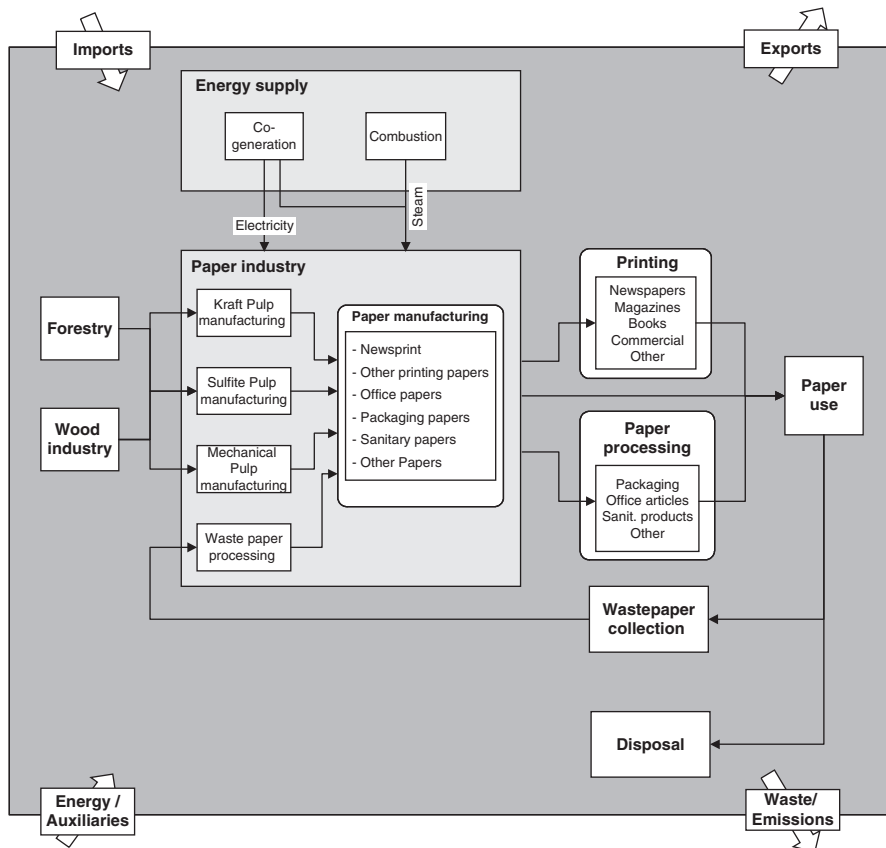 Imports
Exports
Energy supply
Co-
generation
Combustion
Electricity
Steam
Paper industry
Kraft Pulp
manufacturing
Sulfite Pulp
manufacturing
Mechanical
Pulp
manufacturing
Waste paper
processing
Paper manufacturing
- Newsprint
- Other printing papers
- Office papers
- Packaging papers
- Sanitary papers
- Other Papers
Forestry
Wood
industry
Printing
Newspapers
Magazines
Books
Commercial
Other
Paper
processing
Packaging
Office articles
Sanit. products
Other
Paper
use
Wastepaper
collection
Disposal
Energy /
Auxiliaries
Waste/
Emissions